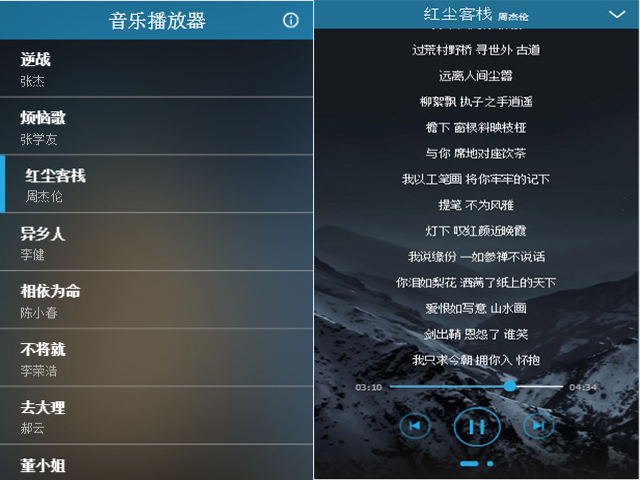 音乐播放器
逆战
张杰
烦恼歌
张学友
红尘客栈
周杰伦
异乡人
李健
相依为命
陈小春
不将就
李荣浩
去大理
郝云
董小姐
红尘客栈 周杰伦
过荒村野桥 寻世外 古道
远离人间尘嚣
柳絮飘 执子之手逍遥
檐下 窗棂斜映枝桠
与你 席地对座饮茶
我以工笔画 将你牢牢的记下
提笔 不为风雅
灯下 叹红颜近晚霞
我说缘份 一如参禅不说话
你泪如梨花 洒满了纸上的天下
爱恨如写意 山水画
剑出鞘 恩怨了 谁笑
我只求今朝 拥你入 怀抱
03:10
04:34